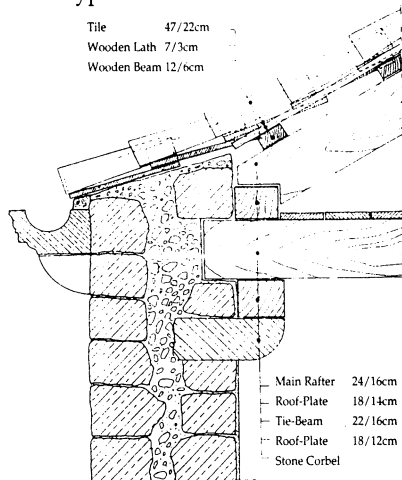 Tile 47/22cm
Wooden Lath 7/3cm
Wooden Beam 12/6cm
Main Rafter 24/16cm
Roof-Plate 18/14cm
Tie-Beam 22/16cm
Roof-Plate 18/12cm
Stone Corbel